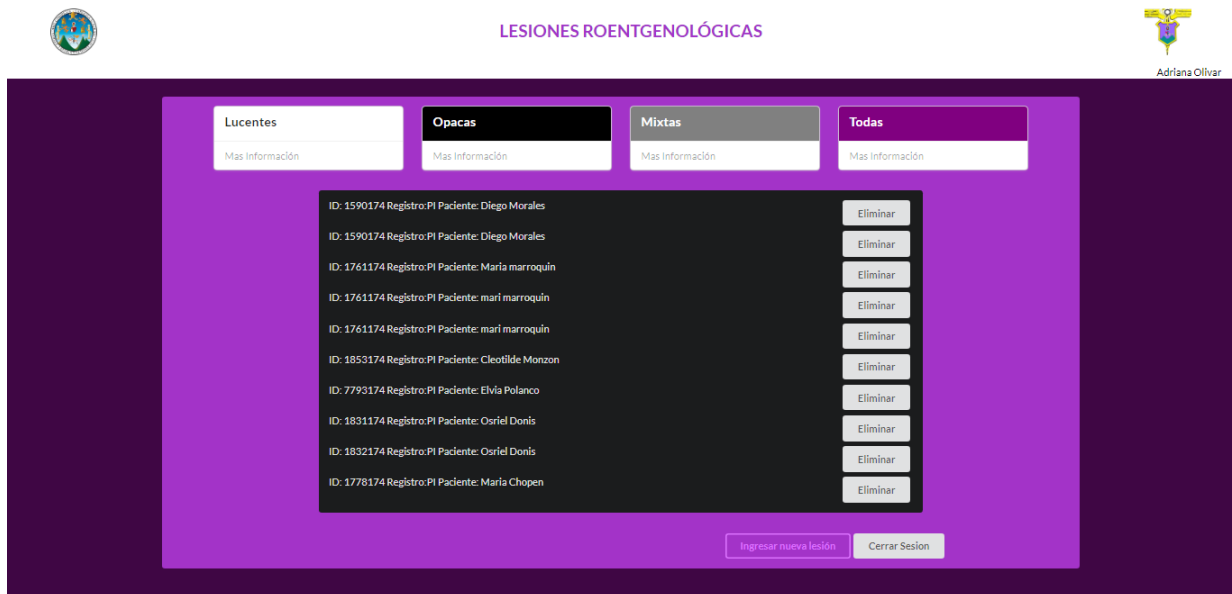 LESIONES ROENTGENOLÓGICAS
Adriana Olivar
Lucentes
Mas Información
Opacas
Mas Información
Mixtas
Mas Información
Todas
Mas Información
ID: 1590174 Registro:PI Paciente: Diego Morales Eliminar
ID: 1590174 Registro:PI Paciente: Diego Morales Eliminar
ID: 1761174 Registro:PI Paciente: Maria marroquin Eliminar
ID: 1761174 Registro:PI Paciente: mari marroquin Eliminar
ID: 1761174 Registro:PI Paciente: mari marroquin Eliminar
ID: 1853174 Registro:PI Paciente: Cleotilde Monzon Eliminar
ID: 7793174 Registro:PI Paciente: Elvia Polanco Eliminar
ID: 1831174 Registro:PI Paciente: Osriel Donis Eliminar
ID: 1832174 Registro:PI Paciente: Osriel Donis Eliminar
ID: 1778174 Registro:PI Paciente: Maria Chopen Eliminar
Ingresar nueva lesión Cerrar Sesion